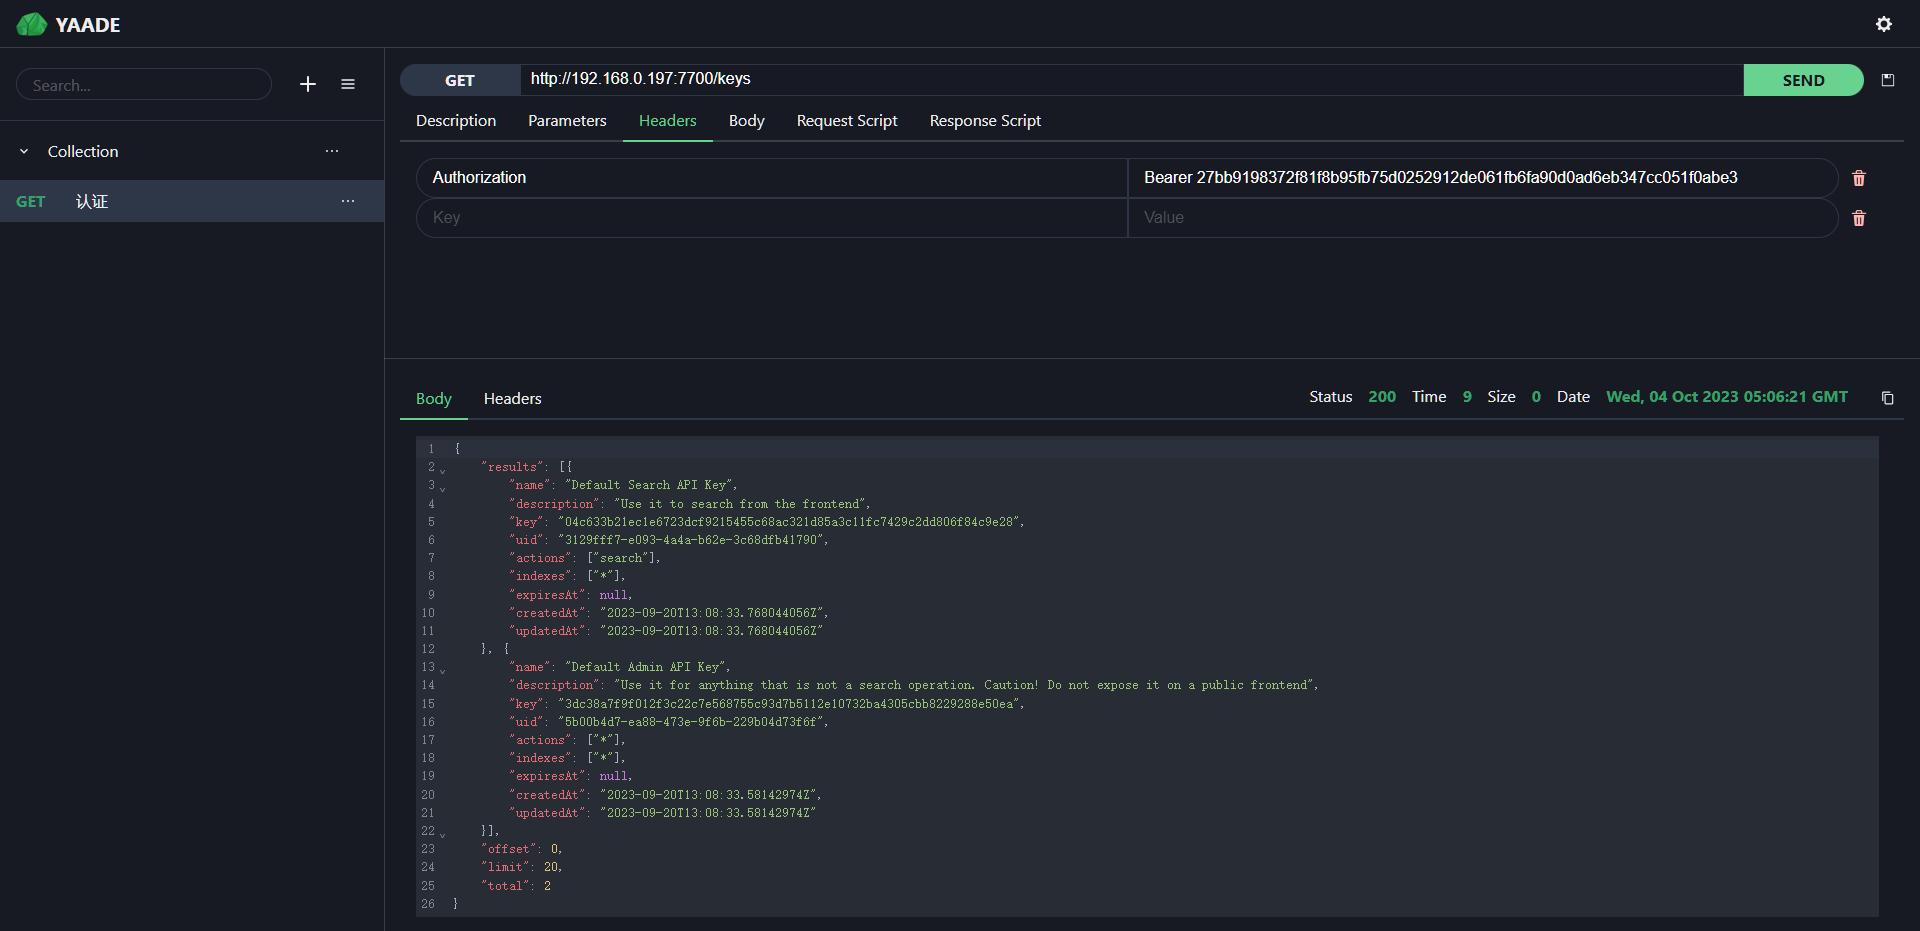 YAADE
Search...
Collection
GET 认证
GET http://192.168.0.197:7700/keys SEND
Description Parameters Headers Body Request Script Response Script
Authorization Bearer 27bb9198372f81f8b95fb75d0252912de061fb6fa90d0ad6eb347cc051f0abe3
Key Value
Body Headers Status 200 Time 9 Size 0 Date Wed, 04 Oct 2023 05:06:21 GMT
1 {
2 "results": [{
3 "name": "Default Search API Key",
4 "description": "Use it to search from the frontend",
5 "key": "04c633b21ec1e6723dcf9215455c68ac321d85a3c11fc7429c2dd806f84c9e28",
6 "uid": "3129fff7-e093-4a4a-b62e-3c68dfb41790",
7 "actions": ["search"],
8 "indexes": ["*"],
9 "expiresAt": null,
10 "createdAt": "2023-09-20T13:08:33.768044056Z",
11 "updatedAt": "2023-09-20T13:08:33.768044056Z"
12 }, {
13 "name": "Default Admin API Key",
14 "description": "Use it for anything that is not a search operation. Caution! Do not expose it on a public frontend",
15 "key": "3dc38a7f9f012f3c22c7e568755c93d7b5112e10732ba4305cbb8229288e50ea",
16 "uid": "5b00b4d7-ea88-473e-9f6b-229b04d73f6f",
17 "actions": ["*"],
18 "indexes": ["*"],
19 "expiresAt": null,
20 "createdAt": "2023-09-20T13:08:33.58142974Z",
21 "updatedAt": "2023-09-20T13:08:33.58142974Z"
22 }],
23 "offset": 0,
24 "limit": 20,
25 "total": 2
26 }